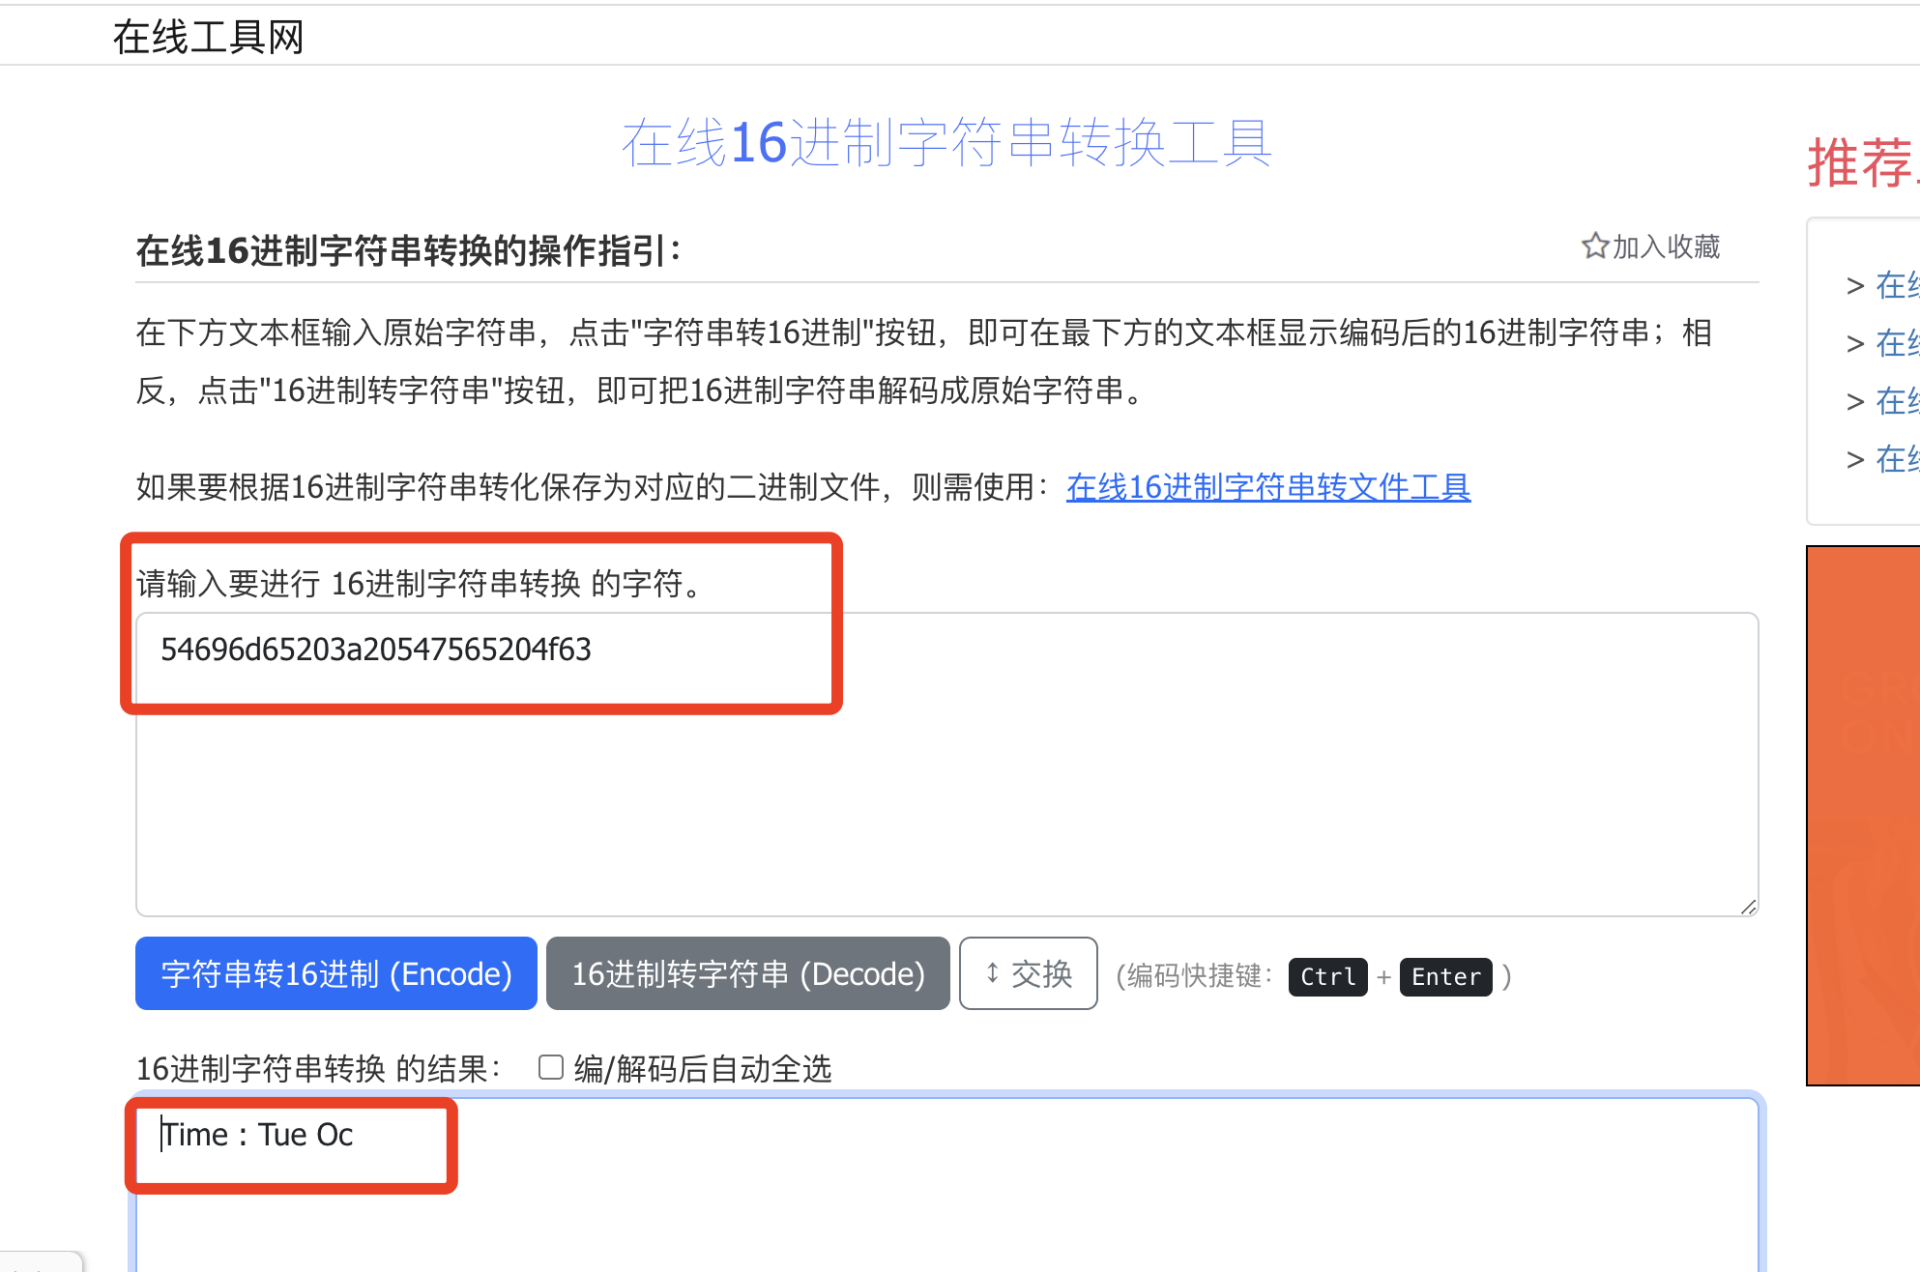 在线工具网
在线16进制字符串转换工具
推荐
在线16进制字符串转换的操作指引：
☆加入收藏
在下方文本框输入原始字符串，点击"字符串转16进制"按钮，即可在最下方的文本框显示编码后的16进制字符串；相
反，点击"16进制转字符串"按钮，即可把16进制字符串解码成原始字符串。
如果要根据16进制字符串转化保存为对应的二进制文件，则需使用：在线16进制字符串转文件工具
> 在线
> 在线
> 在线
> 在线
请输入要进行 16进制字符串转换 的字符。
54696d65203a20547565204f63
字符串转16进制 (Encode)
16进制转字符串 (Decode)
↕ 交换
(编码快捷键： Ctrl + Enter )
16进制字符串转换 的结果：
编/解码后自动全选
Time : Tue Oc